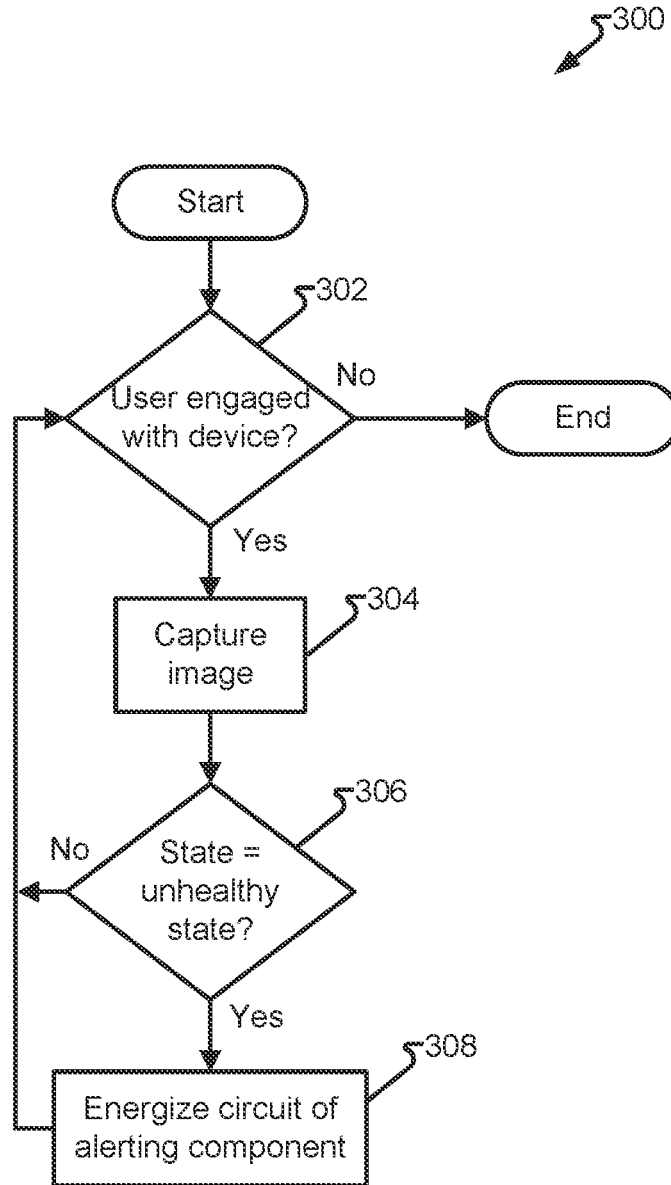 300
Start
302
User engaged
with device?
No
End
Yes
304
Capture
image
306
No
State =
unhealthy
state?
Yes
308
Energize circuit of
alerting component